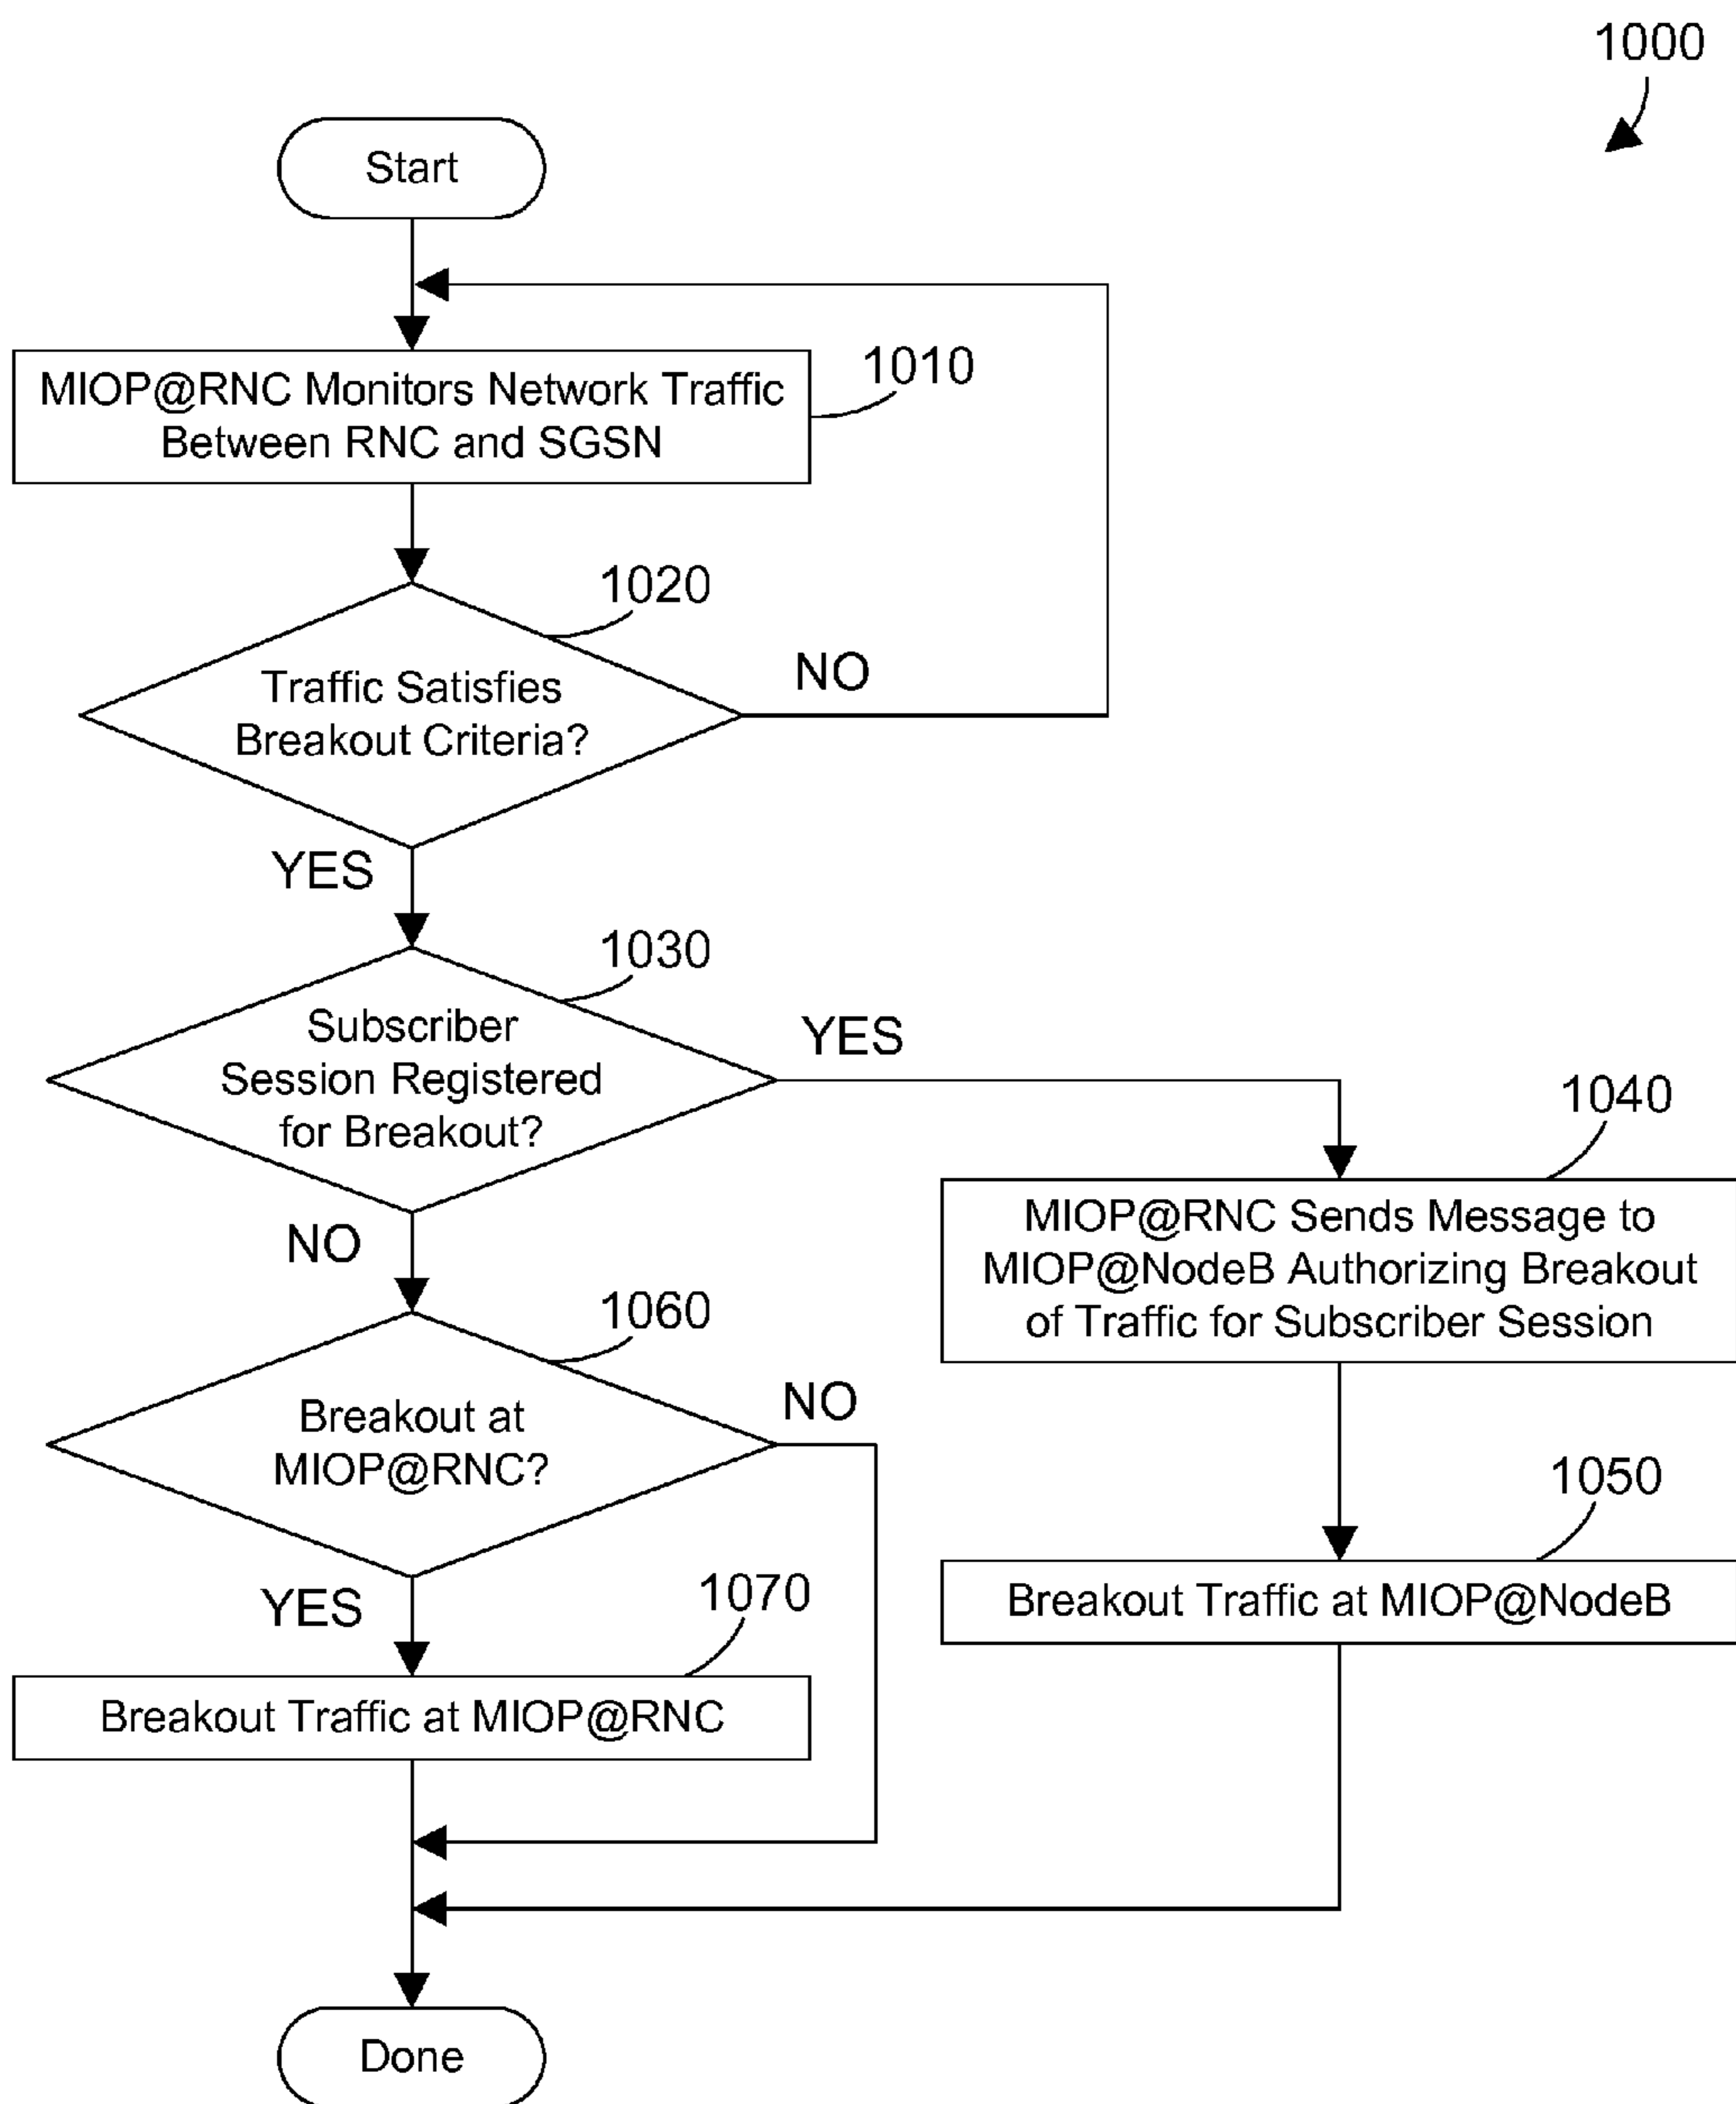 1000
Start
MIOP@RNC Monitors Network Traffic
Between RNC and SGSN
1010
1020
Traffic Satisfies
Breakout Criteria?
NO
YES
1030
Subscriber
Session Registered
for Breakout?
YES
NO
1040
MIOP@RNC Sends Message to
MIOP@NodeB Authorizing Breakout
of Traffic for Subscriber Session
1060
Breakout at
MIOP@RNC?
NO
YES
1050
Breakout Traffic at MIOP@NodeB
1070
Breakout Traffic at MIOP@RNC
Done